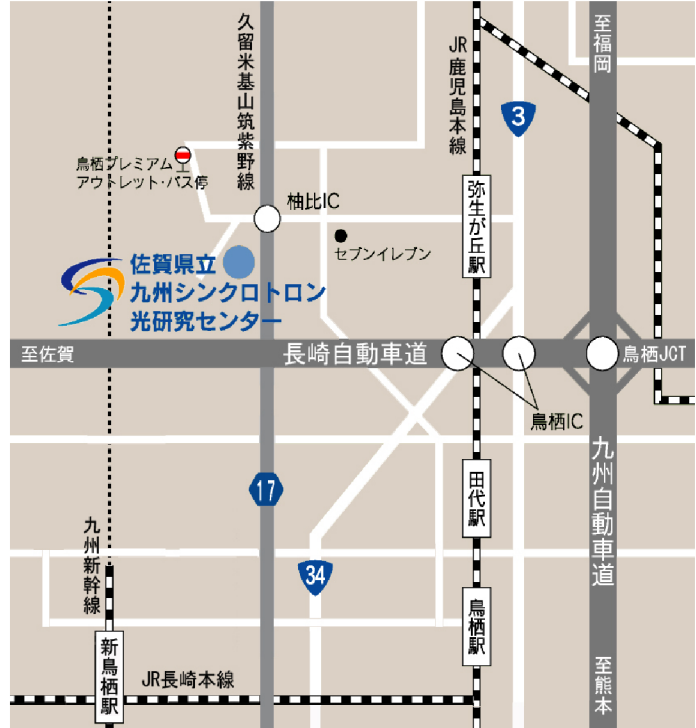 至福岡
久留米基山筑紫野線
JR鹿児島本線
3
鳥栖プレミアム
アウトレット・バス停
柚比IC
弥生が丘駅
セブンイレブン
佐賀県立
九州シンクロトロン
光研究センター
至佐賀
長崎自動車道
鳥栖JCT
鳥栖IC
九州自動車道
田代駅
17
九州新幹線
34
鳥栖駅
新鳥栖駅
JR長崎本線
至熊本